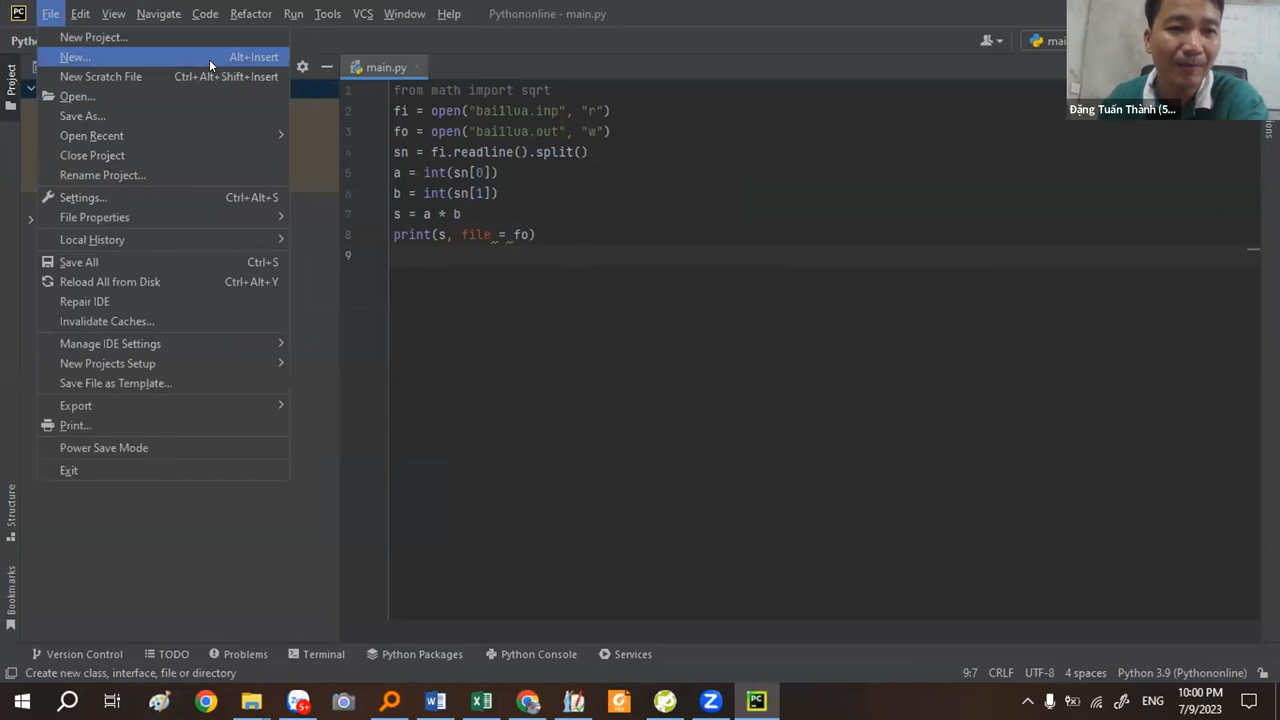 PC File Edit View Navigate Code Refactor Run Tools VCS Window Help Pythononline - main.py
New Project...
New... Alt+Insert
New Scratch File Ctrl+Alt+Shift+Insert
Open...
Save As...
Open Recent
Close Project
Rename Project...
Settings... Ctrl+Alt+S
File Properties
Local History
Save All Ctrl+S
Reload All from Disk Ctrl+Alt+Y
Repair IDE
Invalidate Caches...
Manage IDE Settings
New Projects Setup
Save File as Template...
Export
Print...
Power Save Mode
Exit
Project
Structure
Bookmarks
main.py
1 from math import sqrt
2 fi = open("bai1lua.inp", "r")
3 fo = open("bai1lua.out", "w")
4 sn = fi.readline().split()
5 a = int(sn[0])
6 b = int(sn[1])
7 s = a * b
8 print(s, file = fo)
9
Đặng Tuấn Thành (5...
Version Control TODO Problems Terminal Python Packages Python Console Services
Create new class, interface, file or directory 9:7 CRLF UTF-8 4 spaces Python 3.9 (Pythononline)
ENG
10:00 PM
7/9/2023